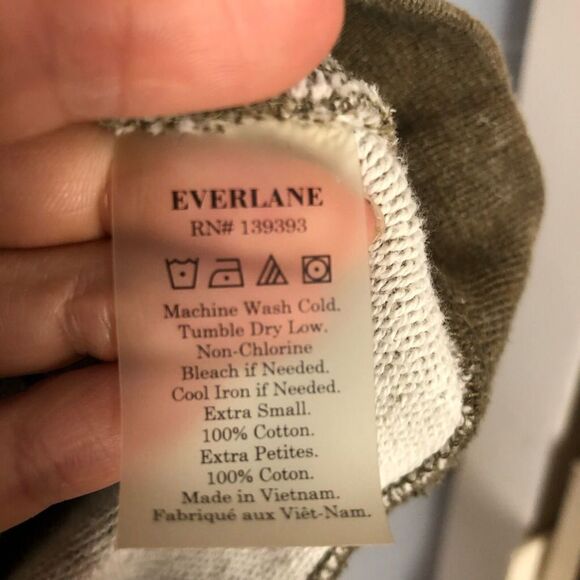 EVERLANE
RN# 139393
Machine Wash Cold.
Tumble Dry Low.
Non-Chlorine
Bleach if Needed.
Cool Iron if Needed.
Extra Small.
100% Cotton.
Extra Petites.
100% Coton.
Made in Vietnam.
Fabriqué aux Viêt-Nam.